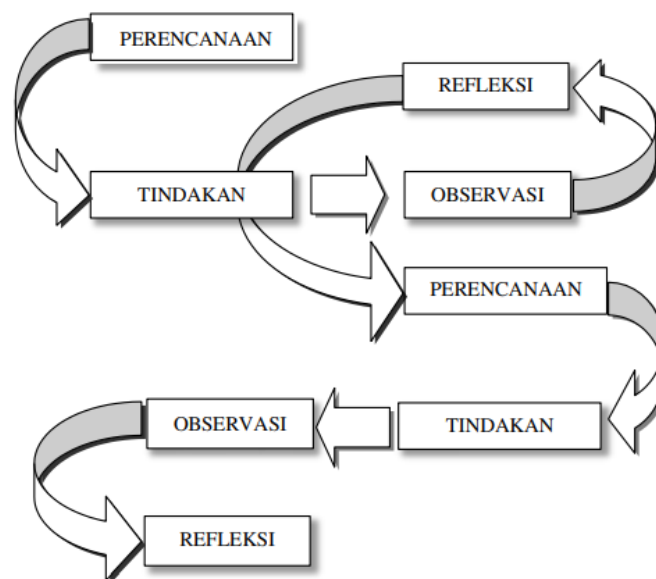 PERENCANAAN
REFLEKSI
TINDAKAN
OBSERVASI
PERENCANAAN
OBSERVASI
TINDAKAN
REFLEKSI